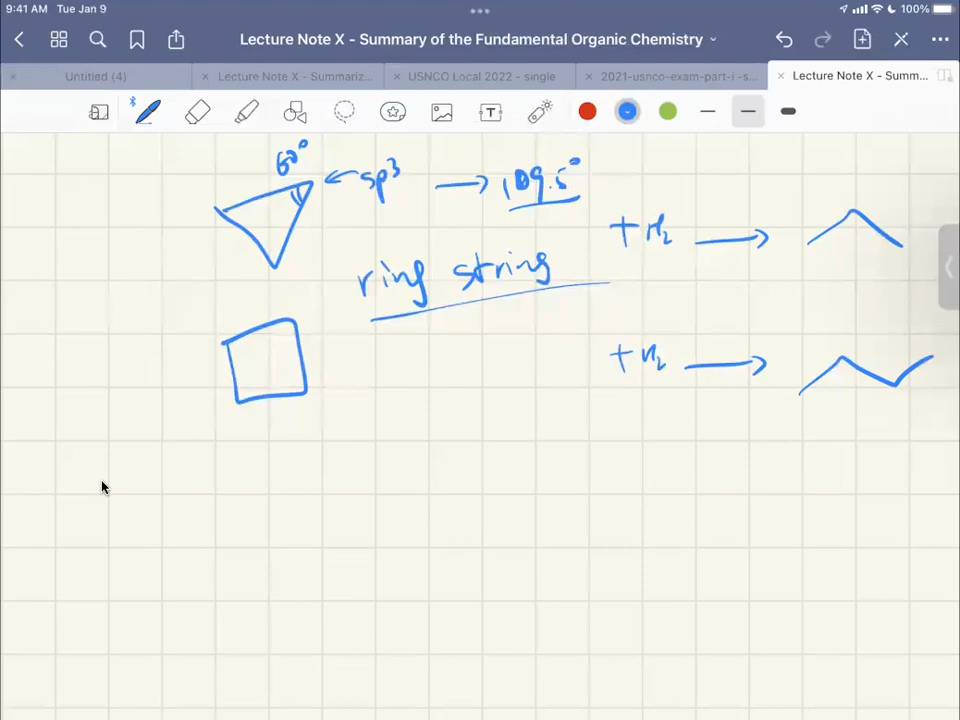 9:41 AM Tue Jan 9
100%
Lecture Note X - Summary of the Fundamental Organic Chemistry
Untitled (4)
Lecture Note X - Summariz...
USNCO Local 2022 - single
2021-usnco-exam-part-i -s...
Lecture Note X - Summ...
60°
sp³ → 109.5°
+ H₂ →
ring string
+ H₂ →